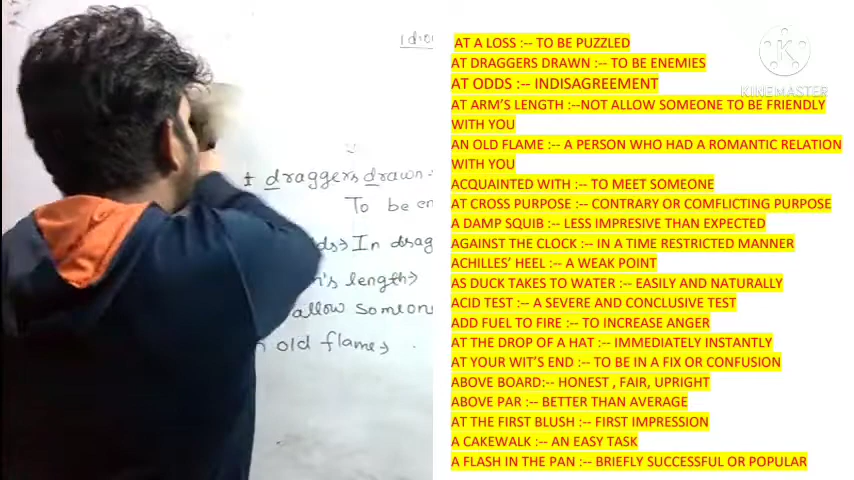 Idio
draggers drawn
To be en
In drag
length
allow someone
old flame
AT A LOSS :-- TO BE PUZZLED
AT DRAGGERS DRAWN :-- TO BE ENEMIES
AT ODDS :-- INDISAGREEMENT
AT ARM'S LENGTH :--NOT ALLOW SOMEONE TO BE FRIENDLY
WITH YOU
AN OLD FLAME :-- A PERSON WHO HAD A ROMANTIC RELATION
WITH YOU
ACQUAINTED WITH :-- TO MEET SOMEONE
AT CROSS PURPOSE :-- CONTRARY OR COMFLICTING PURPOSE
A DAMP SQUIB :-- LESS IMPRESIVE THAN EXPECTED
AGAINST THE CLOCK :-- IN A TIME RESTRICTED MANNER
ACHILLES' HEEL :-- A WEAK POINT
AS DUCK TAKES TO WATER :-- EASILY AND NATURALLY
ACID TEST :-- A SEVERE AND CONCLUSIVE TEST
ADD FUEL TO FIRE :-- TO INCREASE ANGER
AT THE DROP OF A HAT :-- IMMEDIATELY INSTANTLY
AT YOUR WIT'S END :-- TO BE IN A FIX OR CONFUSION
ABOVE BOARD:-- HONEST , FAIR, UPRIGHT
ABOVE PAR :-- BETTER THAN AVERAGE
AT THE FIRST BLUSH :-- FIRST IMPRESSION
A CAKEWALK :-- AN EASY TASK
A FLASH IN THE PAN :-- BRIEFLY SUCCESSFUL OR POPULAR
KINEMASTER